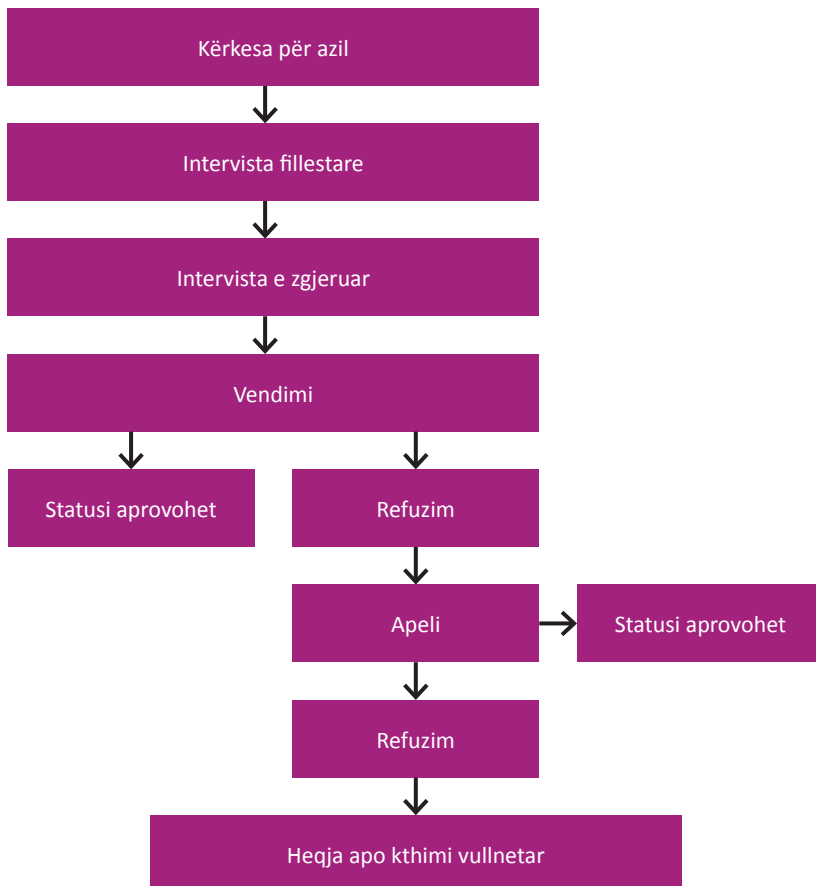 Kërkesa për azil
Intervista fillestare
Intervista e zgjeruar
Vendimi
Statusi aprovohet
Refuzim
Apeli
Statusi aprovohet
Refuzim
Heqja apo kthimi vullnetar